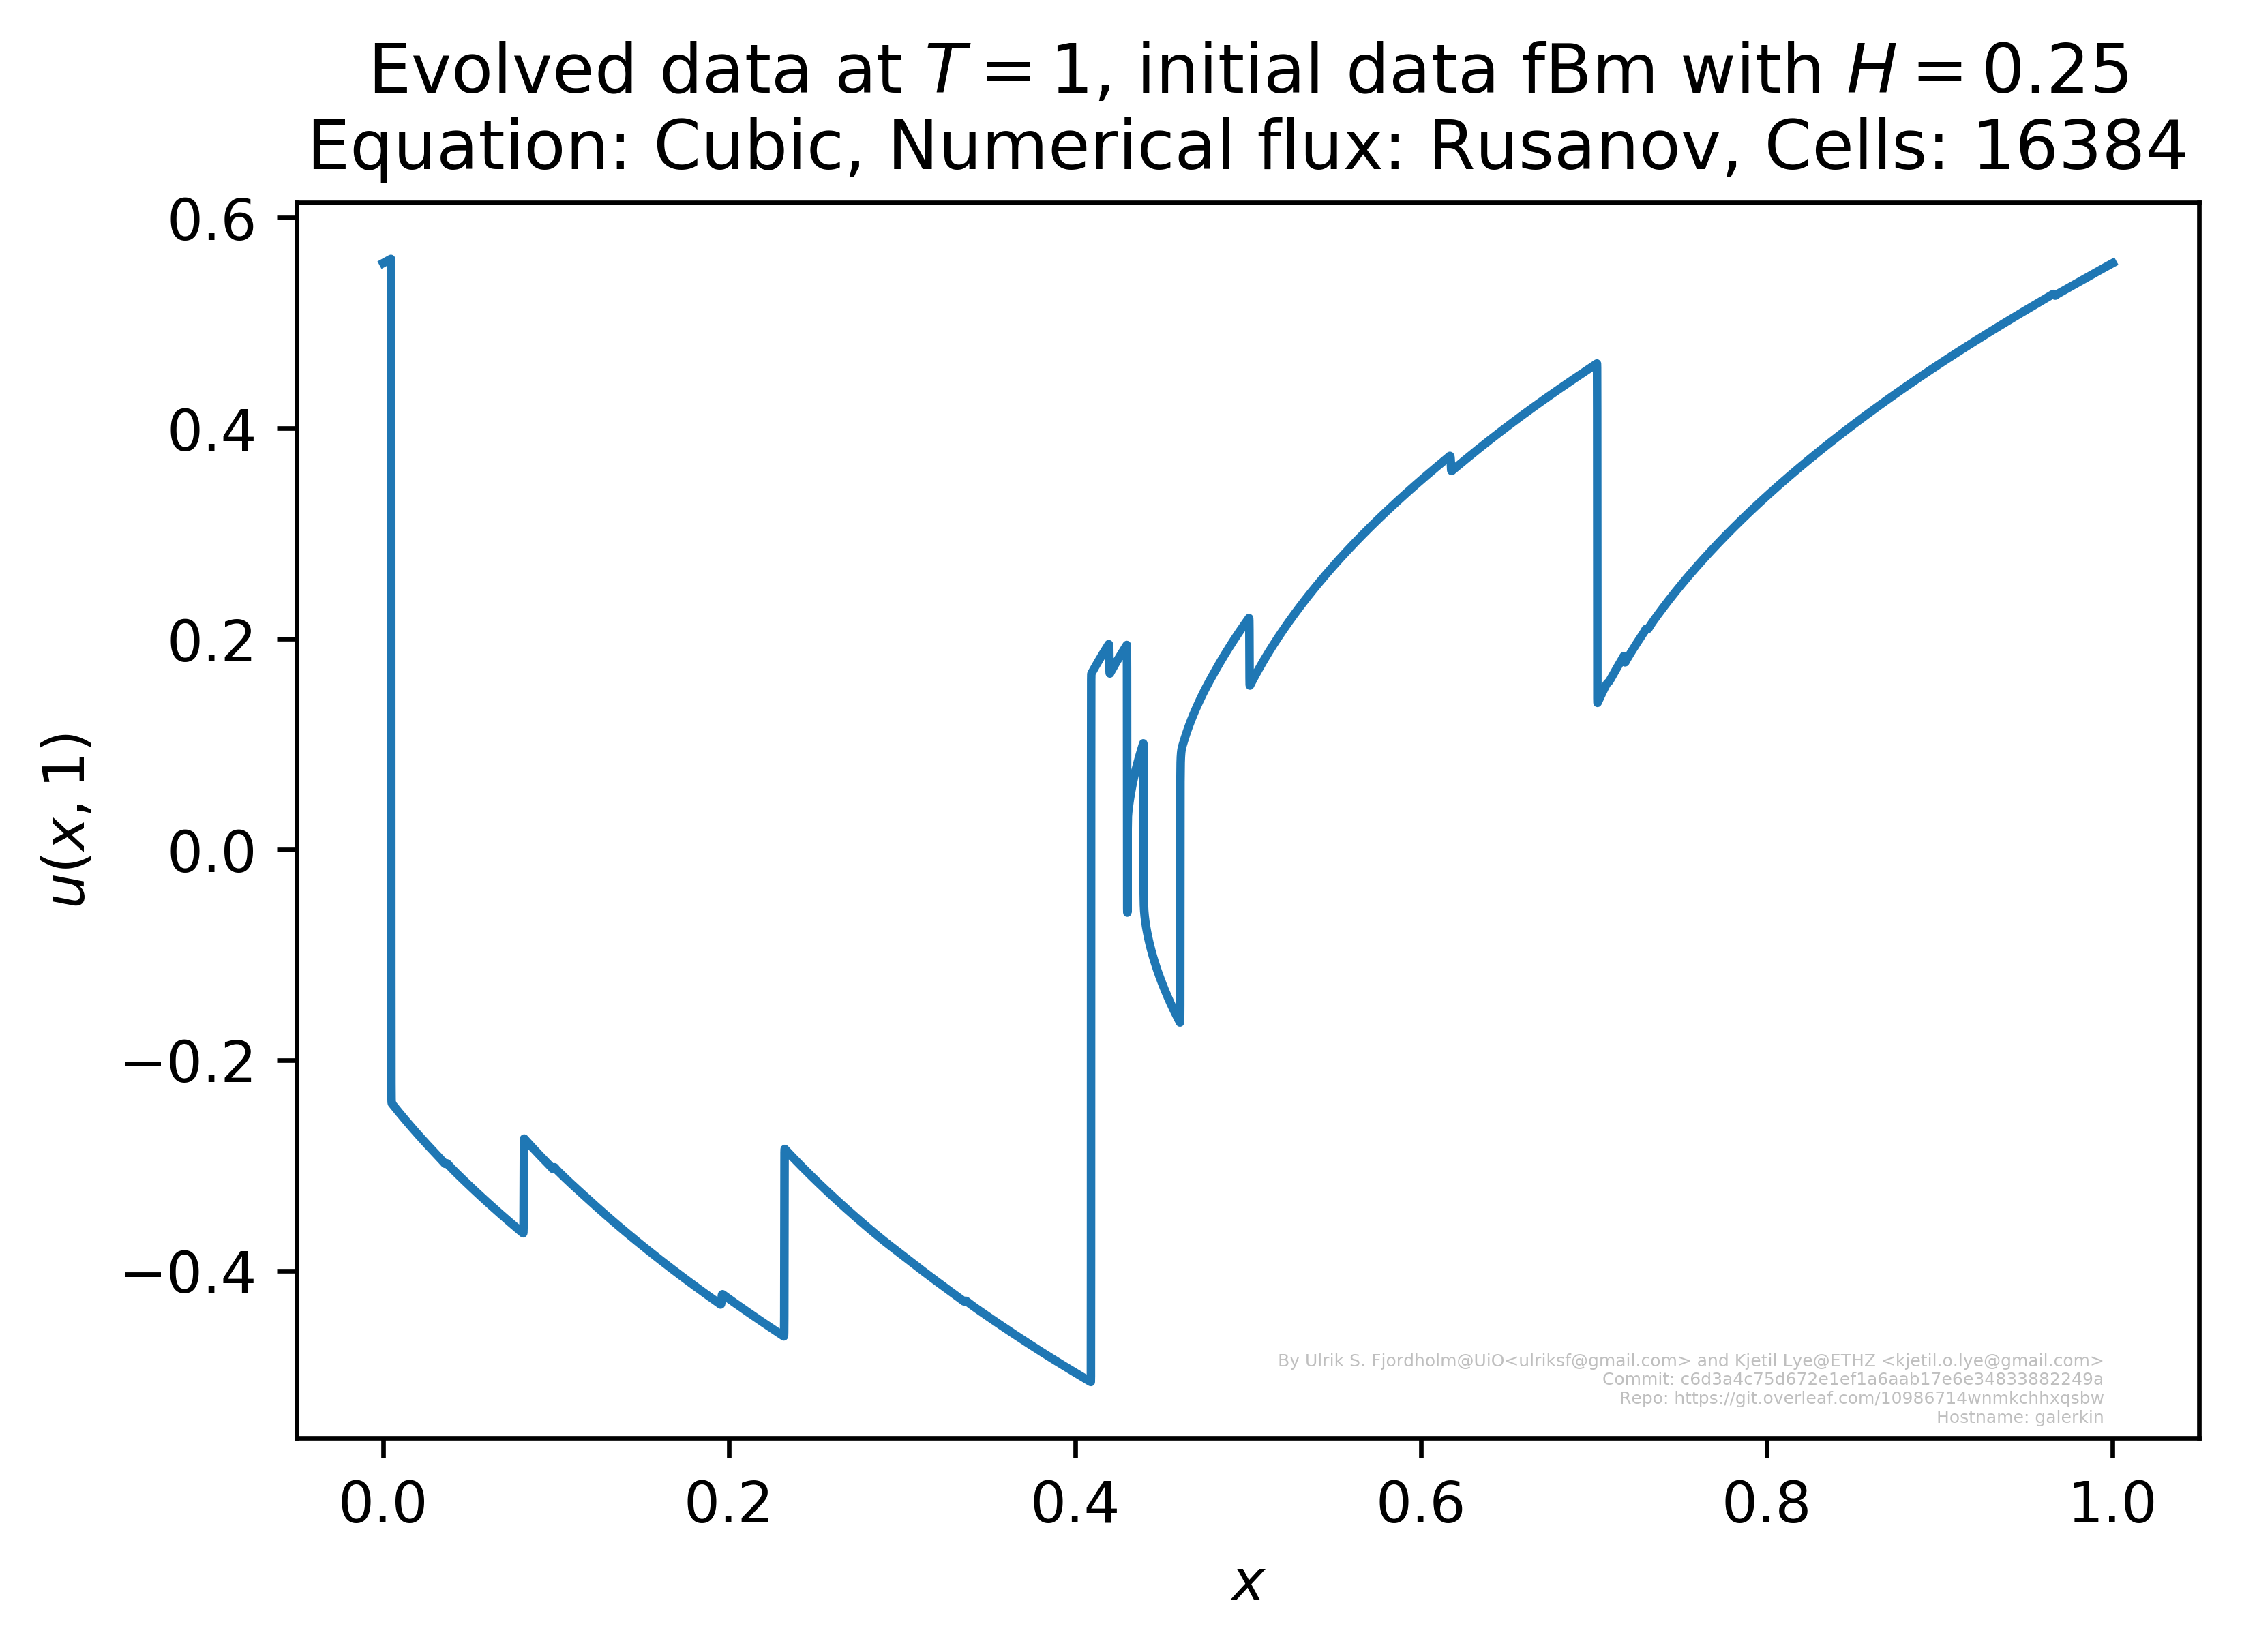 Evolved data at T = 1, initial data fBm with H = 0.25
Equation: Cubic, Numerical flux: Rusanov, Cells: 16384
0.6
0.4
0.2
0.0
−0.2
−0.4
u(x, 1)
By Ulrik S. Fjordholm@UiO<ulriksf@gmail.com> and Kjetil Lye@ETHZ <kjetil.o.lye@gmail.com>
Commit: c6d3a4c75d672e1ef1a6aab17e6e34833882249a
Repo: https://git.overleaf.com/10986714wnmkchhxqsbw
Hostname: galerkin
0.0 0.2 0.4 0.6 0.8 1.0
x